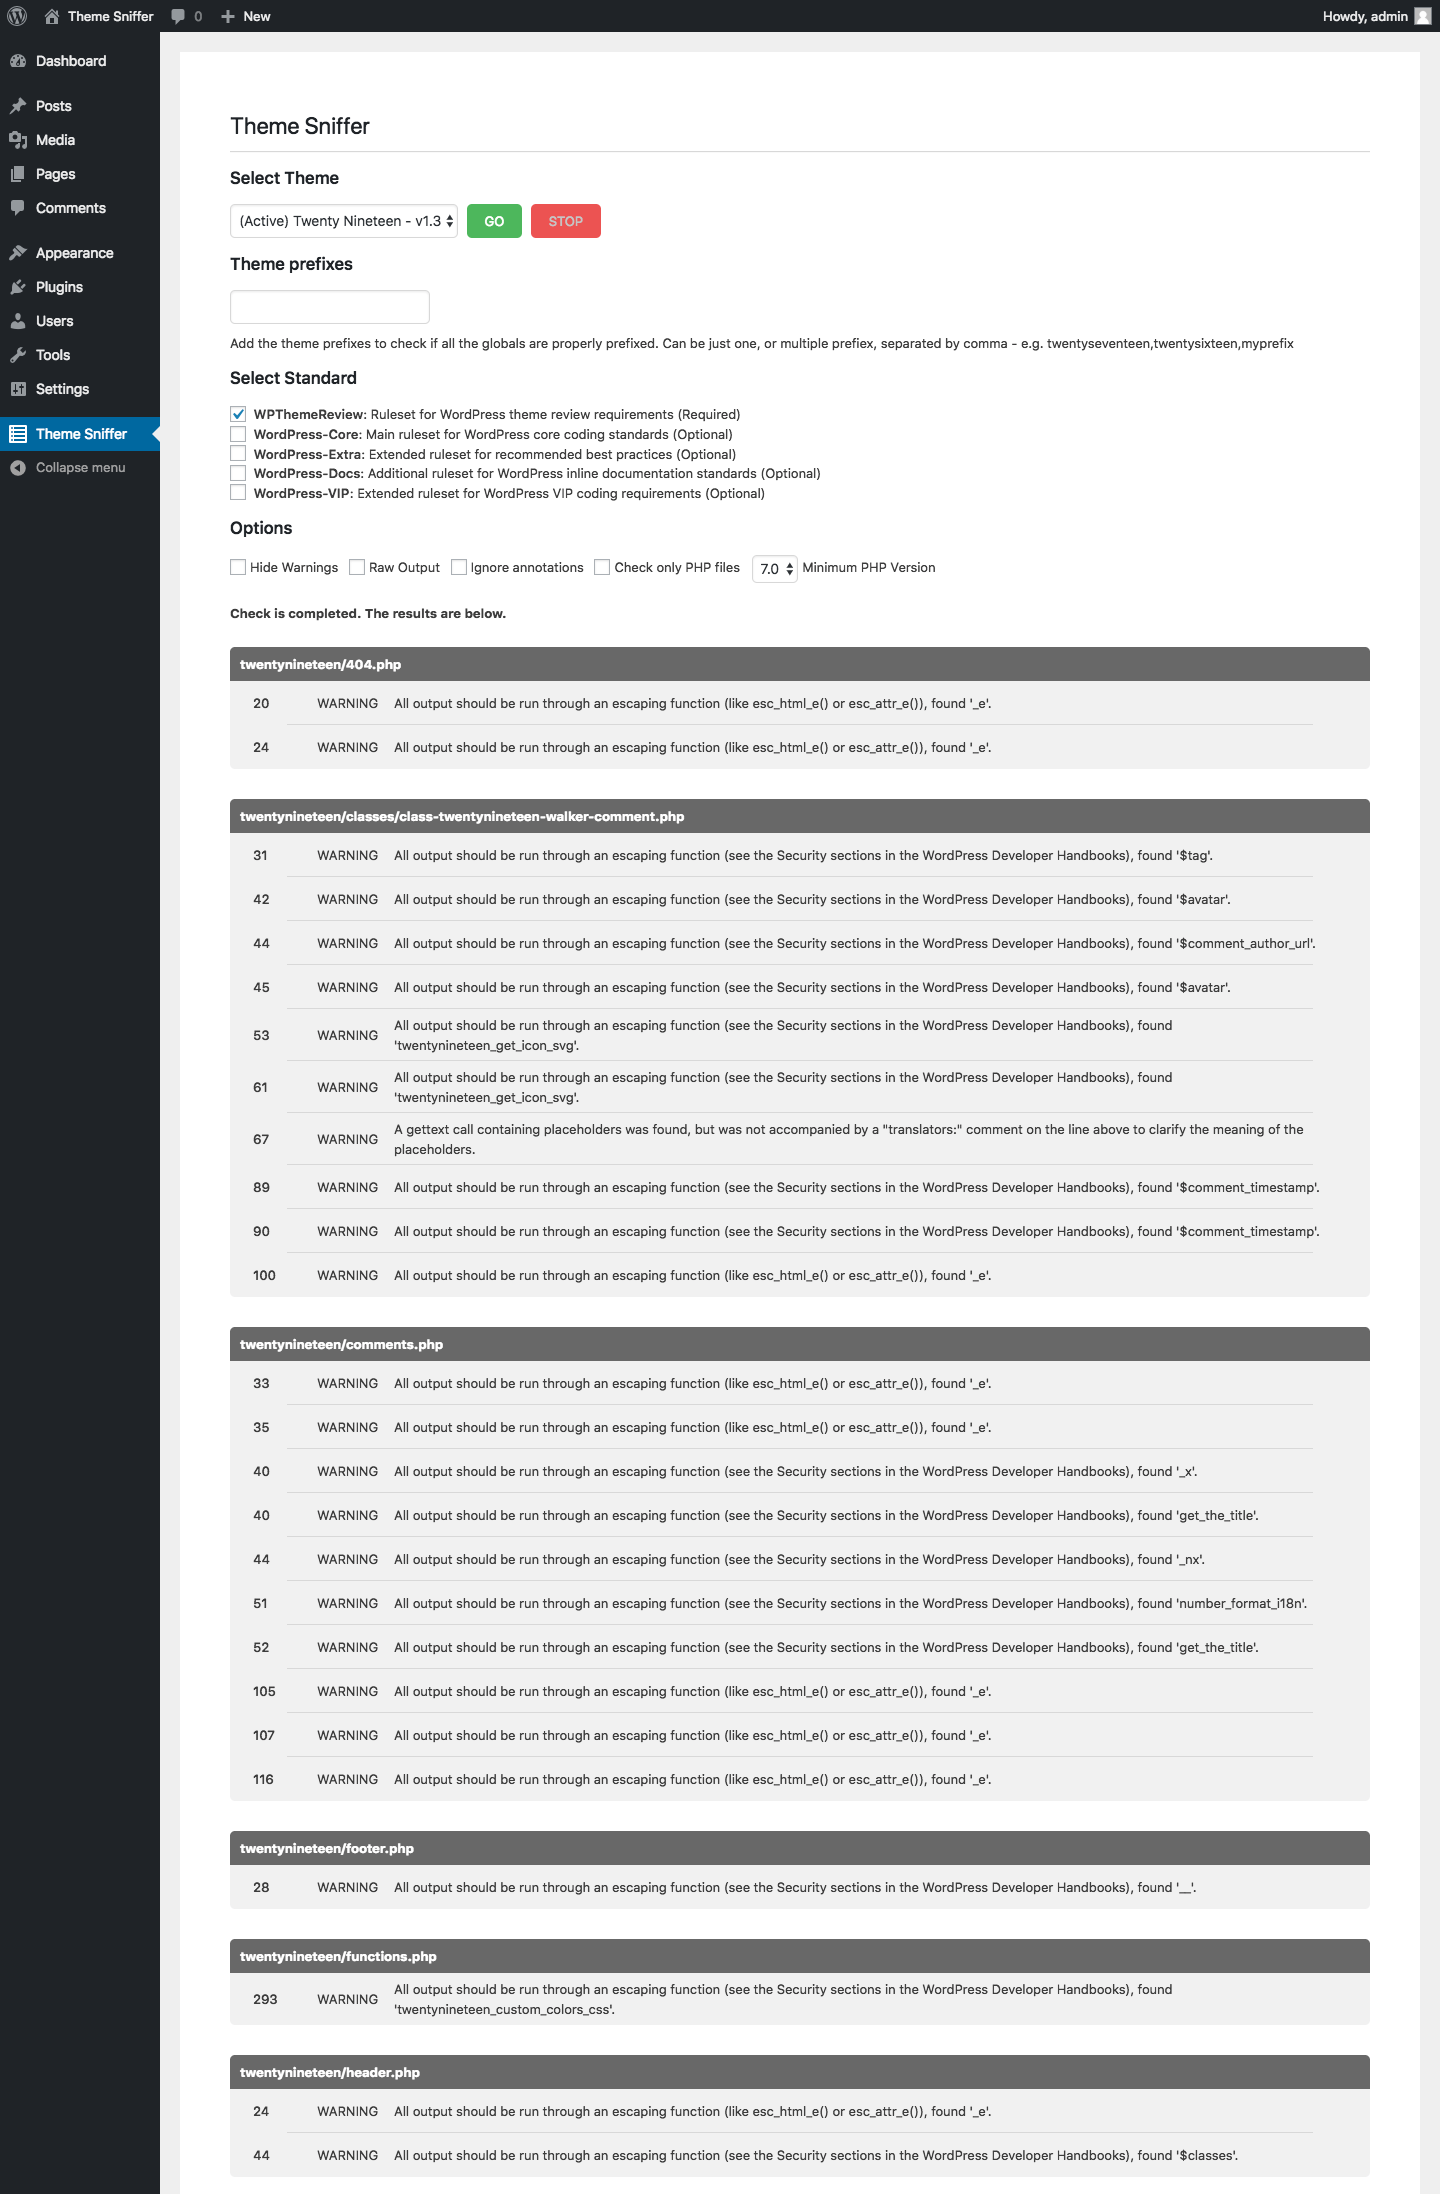 Theme Sniffer 0 New Howdy, admin
Dashboard
Posts
Media
Pages
Comments
Appearance
Plugins
Users
Tools
Settings
Theme Sniffer
Collapse menu
Theme Sniffer
Select Theme
(Active) Twenty Nineteen - v1.3 GO STOP
Theme prefixes
Add the theme prefixes to check if all the globals are properly prefixed. Can be just one, or multiple prefiex, separated by comma - e.g. twentyseventeen,twentysixteen,myprefix
Select Standard
WPThemeReview: Ruleset for WordPress theme review requirements (Required)
WordPress-Core: Main ruleset for WordPress core coding standards (Optional)
WordPress-Extra: Extended ruleset for recommended best practices (Optional)
WordPress-Docs: Additional ruleset for WordPress inline documentation standards (Optional)
WordPress-VIP: Extended ruleset for WordPress VIP coding requirements (Optional)
Options
Hide Warnings Raw Output Ignore annotations Check only PHP files 7.0 Minimum PHP Version
Check is completed. The results are below.
twentynineteen/404.php
20 WARNING All output should be run through an escaping function (like esc_html_e() or esc_attr_e()), found '_e'.
24 WARNING All output should be run through an escaping function (like esc_html_e() or esc_attr_e()), found '_e'.
twentynineteen/classes/class-twentynineteen-walker-comment.php
31 WARNING All output should be run through an escaping function (see the Security sections in the WordPress Developer Handbooks), found '$tag'.
42 WARNING All output should be run through an escaping function (see the Security sections in the WordPress Developer Handbooks), found '$avatar'.
44 WARNING All output should be run through an escaping function (see the Security sections in the WordPress Developer Handbooks), found '$comment_author_url'.
45 WARNING All output should be run through an escaping function (see the Security sections in the WordPress Developer Handbooks), found '$avatar'.
53 WARNING All output should be run through an escaping function (see the Security sections in the WordPress Developer Handbooks), found
'twentynineteen_get_icon_svg'.
61 WARNING All output should be run through an escaping function (see the Security sections in the WordPress Developer Handbooks), found
'twentynineteen_get_icon_svg'.
67 WARNING A gettext call containing placeholders was found, but was not accompanied by a "translators:" comment on the line above to clarify the meaning of the
placeholders.
89 WARNING All output should be run through an escaping function (see the Security sections in the WordPress Developer Handbooks), found '$comment_timestamp'.
90 WARNING All output should be run through an escaping function (see the Security sections in the WordPress Developer Handbooks), found '$comment_timestamp'.
100 WARNING All output should be run through an escaping function (like esc_html_e() or esc_attr_e()), found '_e'.
twentynineteen/comments.php
33 WARNING All output should be run through an escaping function (like esc_html_e() or esc_attr_e()), found '_e'.
35 WARNING All output should be run through an escaping function (like esc_html_e() or esc_attr_e()), found '_e'.
40 WARNING All output should be run through an escaping function (see the Security sections in the WordPress Developer Handbooks), found '_x'.
40 WARNING All output should be run through an escaping function (see the Security sections in the WordPress Developer Handbooks), found 'get_the_title'.
44 WARNING All output should be run through an escaping function (see the Security sections in the WordPress Developer Handbooks), found '_nx'.
51 WARNING All output should be run through an escaping function (see the Security sections in the WordPress Developer Handbooks), found 'number_format_i18n'.
52 WARNING All output should be run through an escaping function (see the Security sections in the WordPress Developer Handbooks), found 'get_the_title'.
105 WARNING All output should be run through an escaping function (like esc_html_e() or esc_attr_e()), found '_e'.
107 WARNING All output should be run through an escaping function (like esc_html_e() or esc_attr_e()), found '_e'.
116 WARNING All output should be run through an escaping function (like esc_html_e() or esc_attr_e()), found '_e'.
twentynineteen/footer.php
28 WARNING All output should be run through an escaping function (see the Security sections in the WordPress Developer Handbooks), found '__'.
twentynineteen/functions.php
293 WARNING All output should be run through an escaping function (see the Security sections in the WordPress Developer Handbooks), found
'twentynineteen_custom_colors_css'.
twentynineteen/header.php
24 WARNING All output should be run through an escaping function (like esc_html_e() or esc_attr_e()), found '_e'.
44 WARNING All output should be run through an escaping function (see the Security sections in the WordPress Developer Handbooks), found '$classes'.